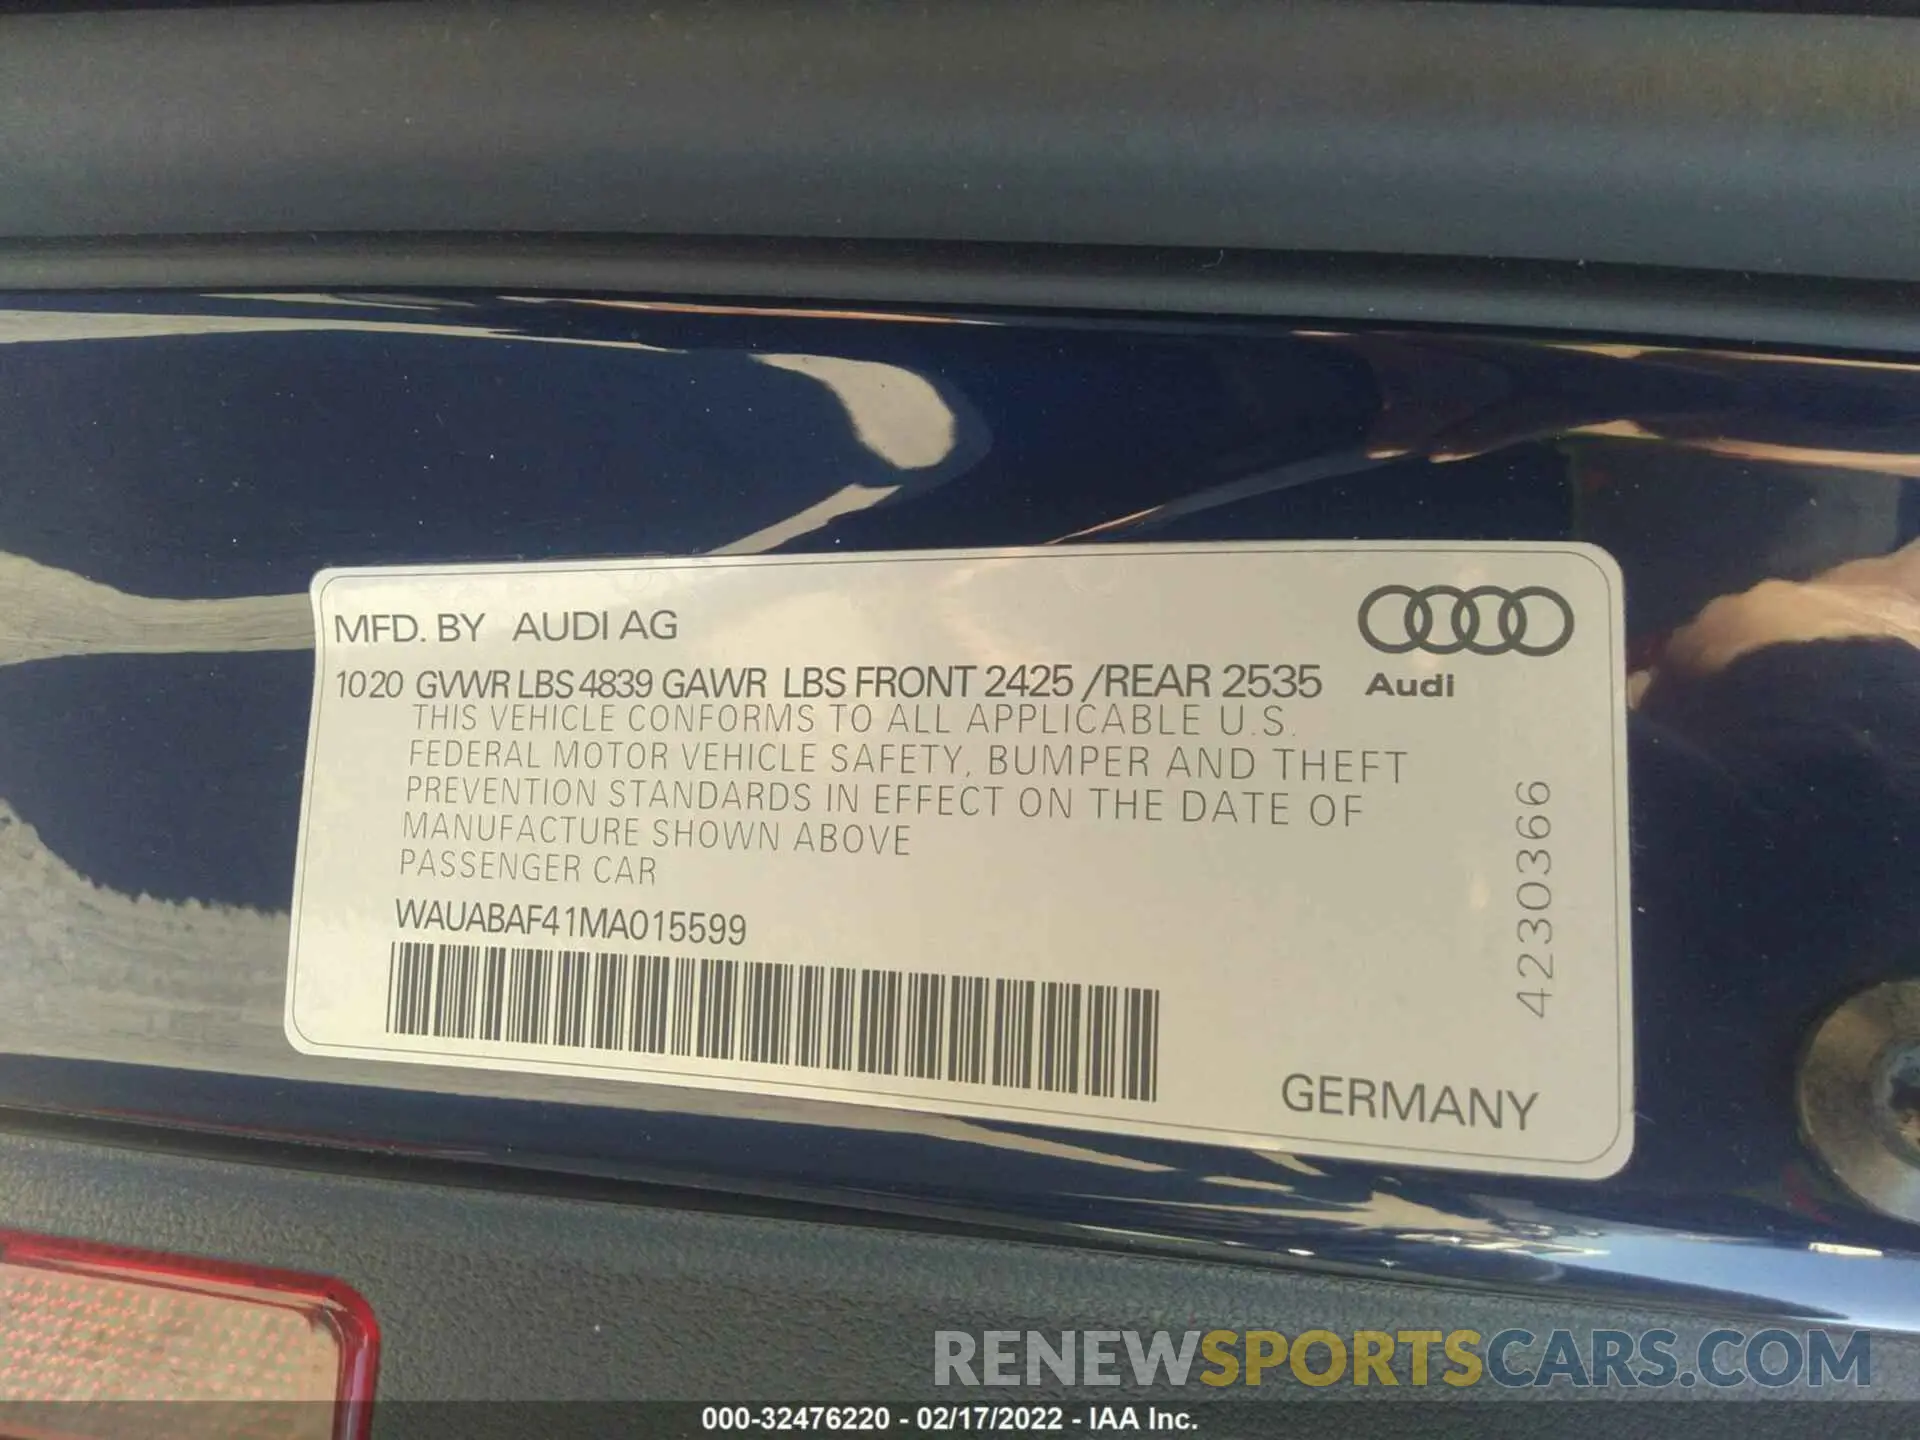 MFD. BY AUDI AG
1020 GVWR LBS 4839 GAWR LBS FRONT 2425 /REAR 2535
Audi
THIS VEHICLE CONFORMS TO ALL APPLICABLE U.S.
FEDERAL MOTOR VEHICLE SAFETY, BUMPER AND THEFT
PREVENTION STANDARDS IN EFFECT ON THE DATE OF
MANUFACTURE SHOWN ABOVE
PASSENGER CAR
WAUABAF41MA015599
4230366
GERMANY
RENEWSPORTSCARS.COM
000-32476220 - 02/17/2022 - IAA Inc.